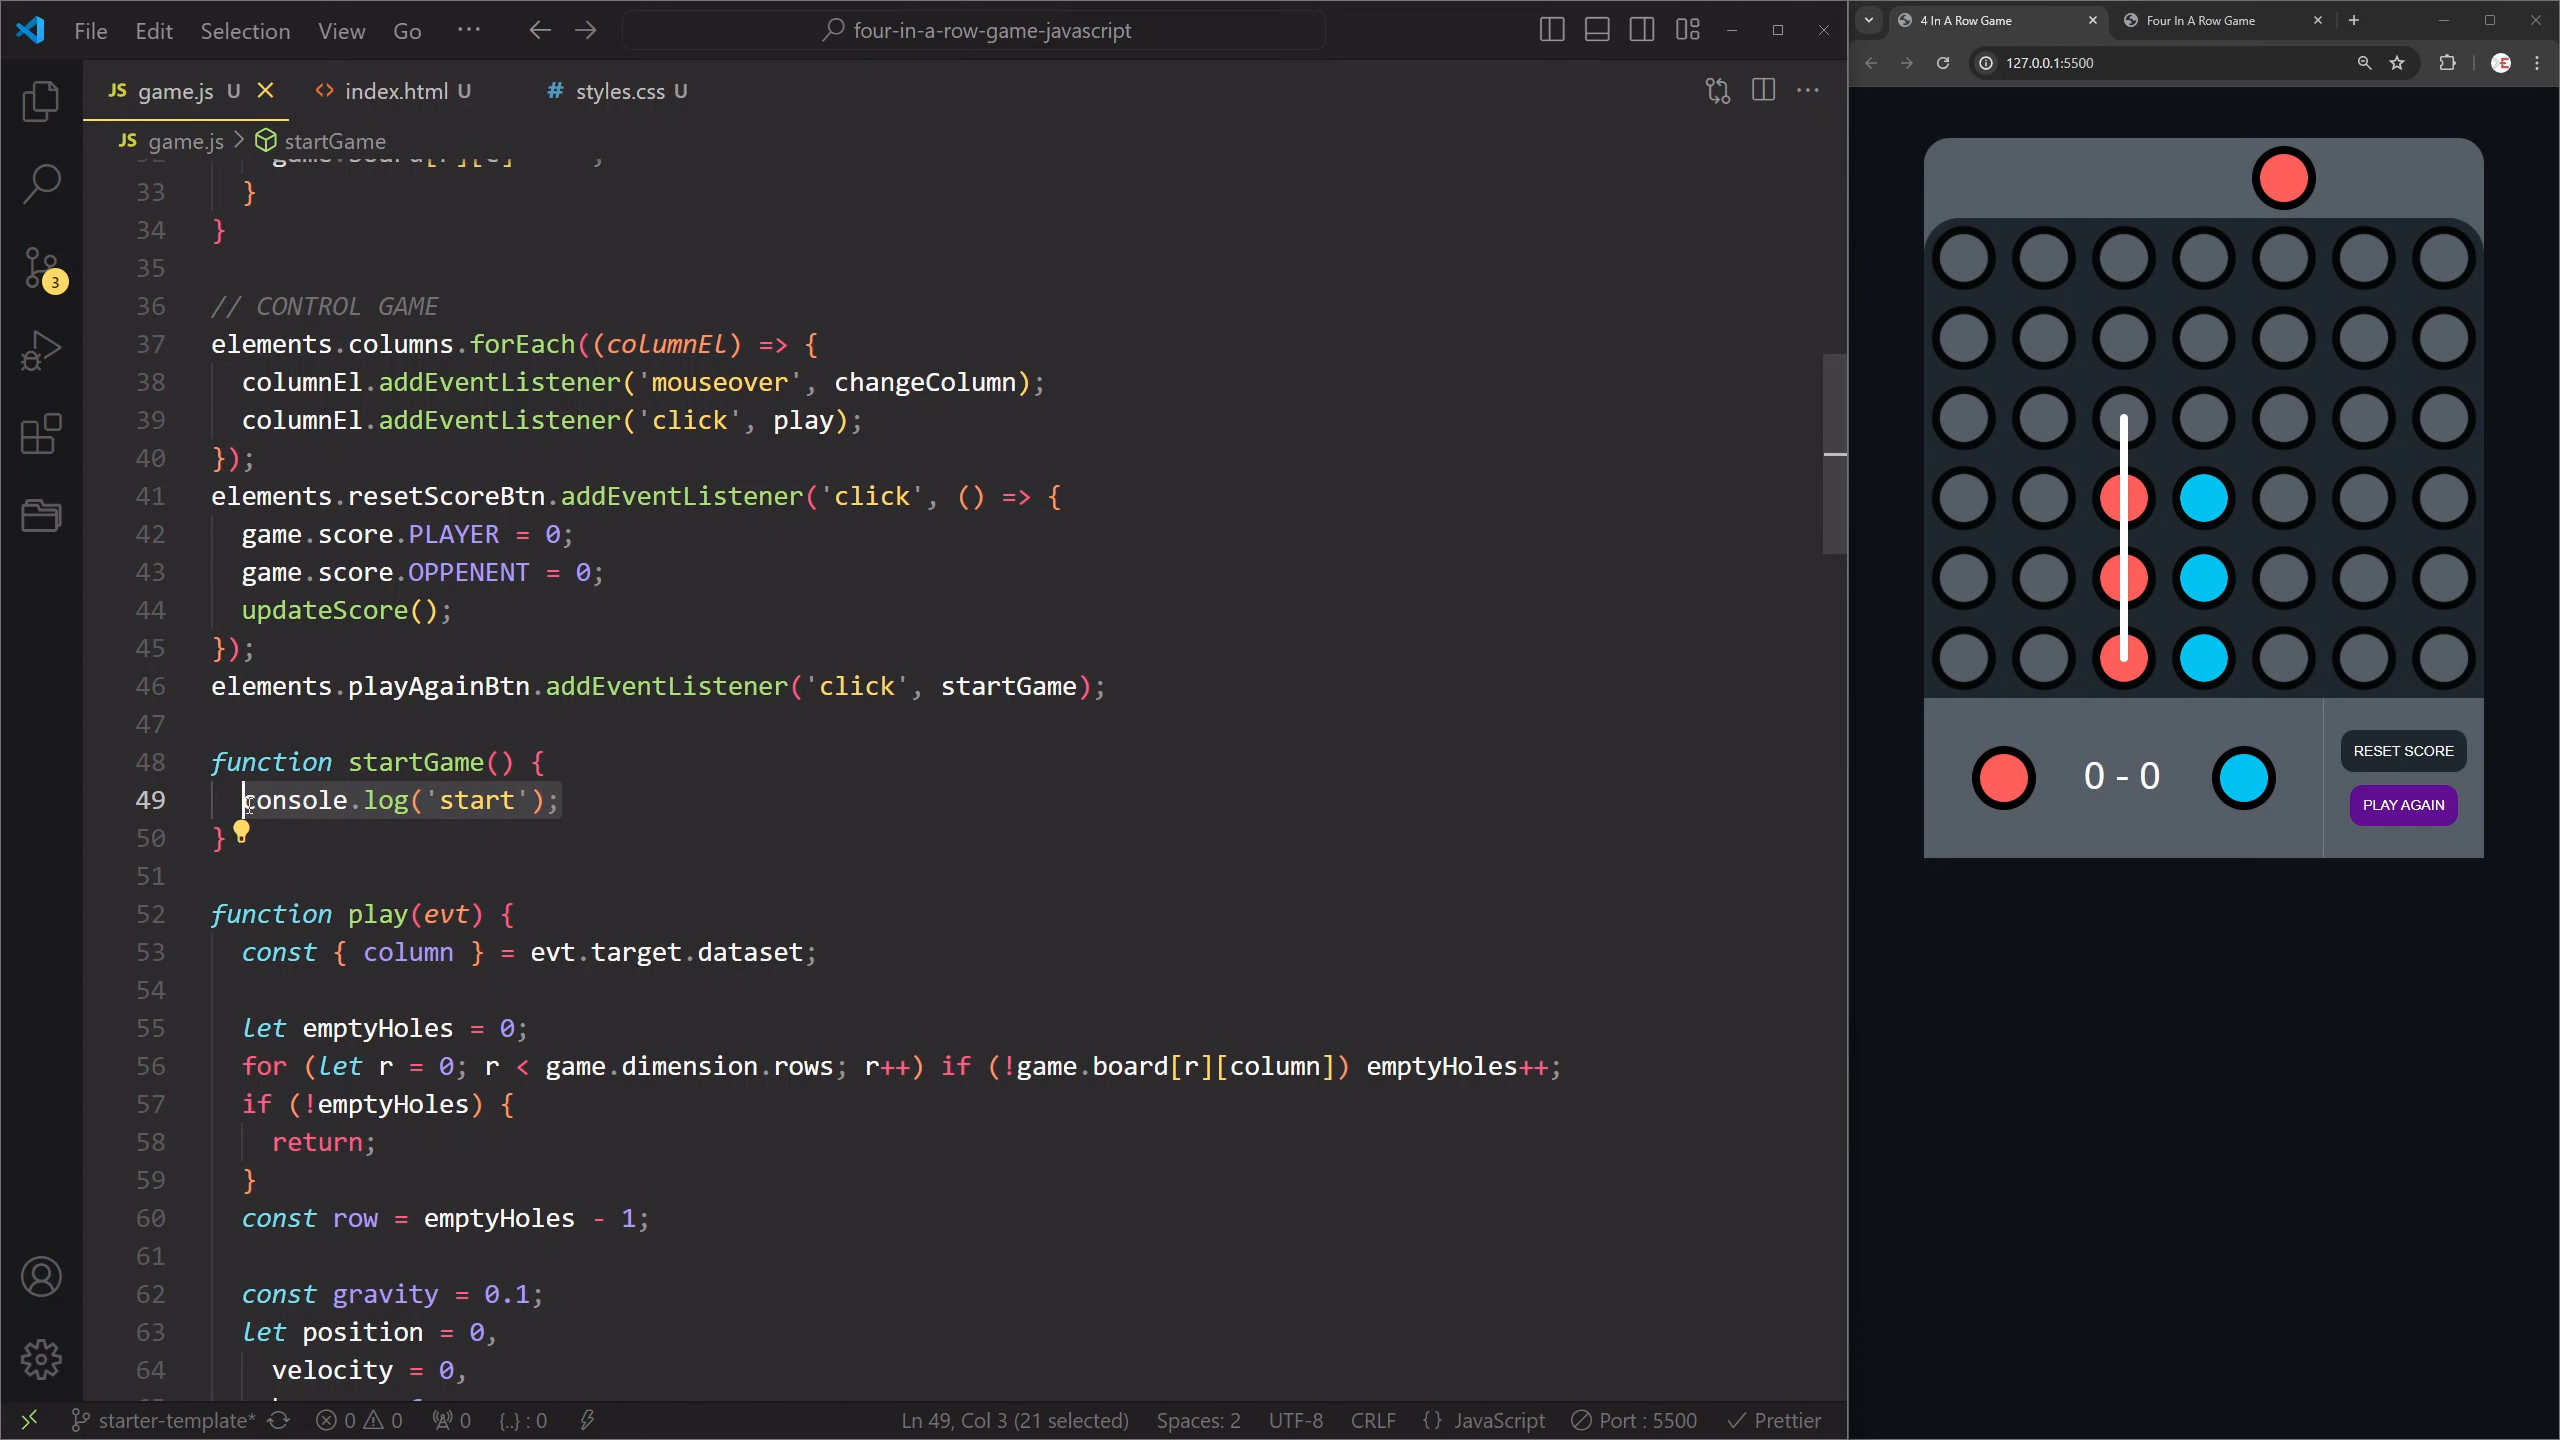 File Edit Selection View Go ··· four-in-a-row-game-javascript
JS game.js U index.html U # styles.css U
JS game.js > startGame
33 }
34 }
35
36 // CONTROL GAME
37 elements.columns.forEach((columnEl) => {
38 columnEl.addEventListener('mouseover', changeColumn);
39 columnEl.addEventListener('click', play);
40 });
41 elements.resetScoreBtn.addEventListener('click', () => {
42 game.score.PLAYER = 0;
43 game.score.OPPENENT = 0;
44 updateScore();
45 });
46 elements.playAgainBtn.addEventListener('click', startGame);
47
48 function startGame() {
49 console.log('start');
50 }
51
52 function play(evt) {
53 const { column } = evt.target.dataset;
54
55 let emptyHoles = 0;
56 for (let r = 0; r < game.dimension.rows; r++) if (!game.board[r][column]) emptyHoles++;
57 if (!emptyHoles) {
58 return;
59 }
60 const row = emptyHoles - 1;
61
62 const gravity = 0.1;
63 let position = 0,
64 velocity = 0,
3
starter-template* 0 0 0 {..} : 0 Ln 49, Col 3 (21 selected) Spaces: 2 UTF-8 CRLF {} JavaScript Port : 5500 Prettier
4 In A Row Game Four In A Row Game
127.0.0.1:5500
0 - 0
RESET SCORE
PLAY AGAIN